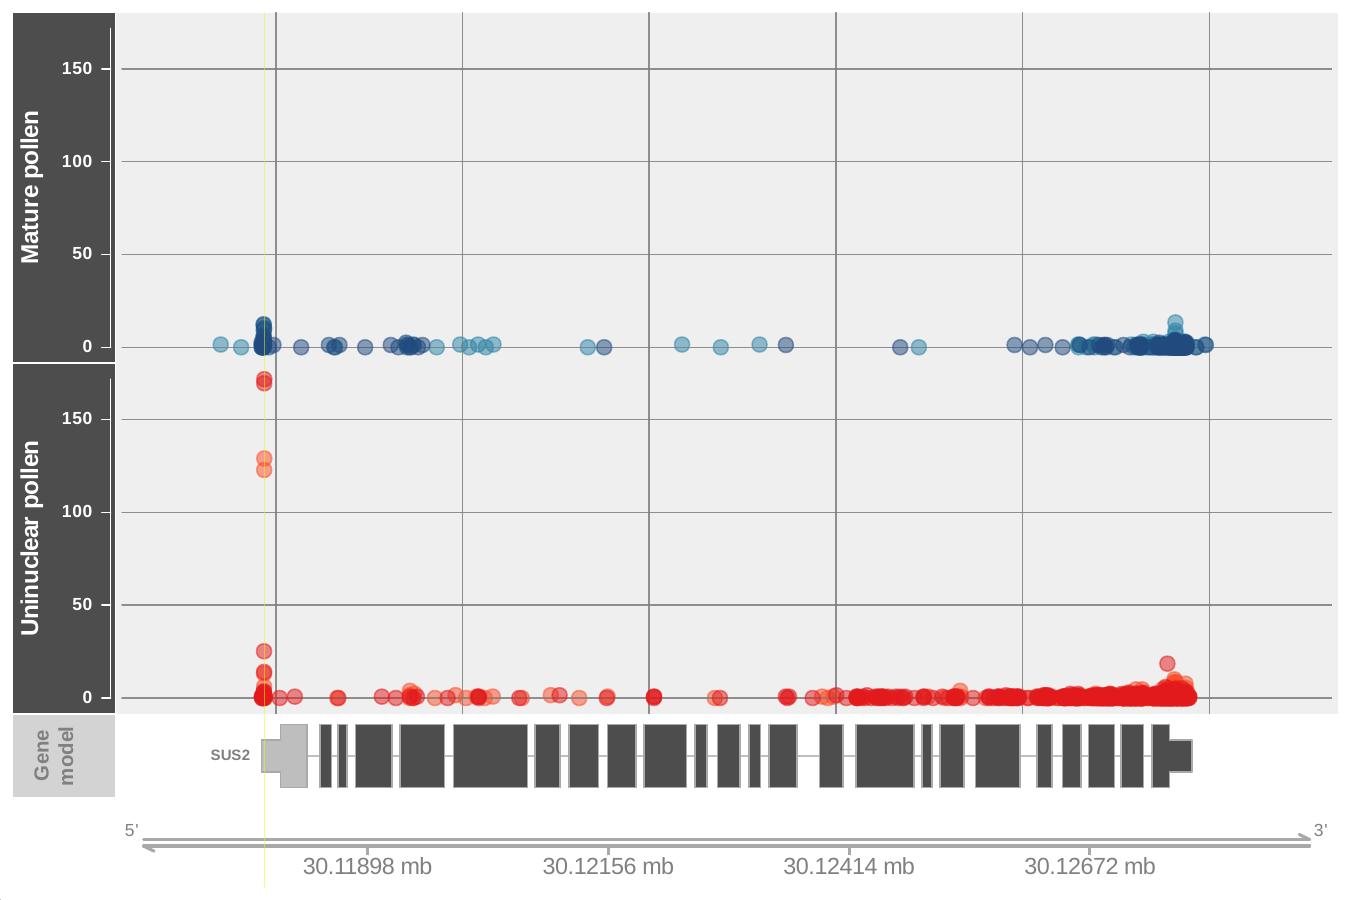 Mature pollen
150
100
50
0
Uninuclear pollen
150
100
50
0
Gene
model
SUS2
5'
3'
30.11898 mb
30.12156 mb
30.12414 mb
30.12672 mb